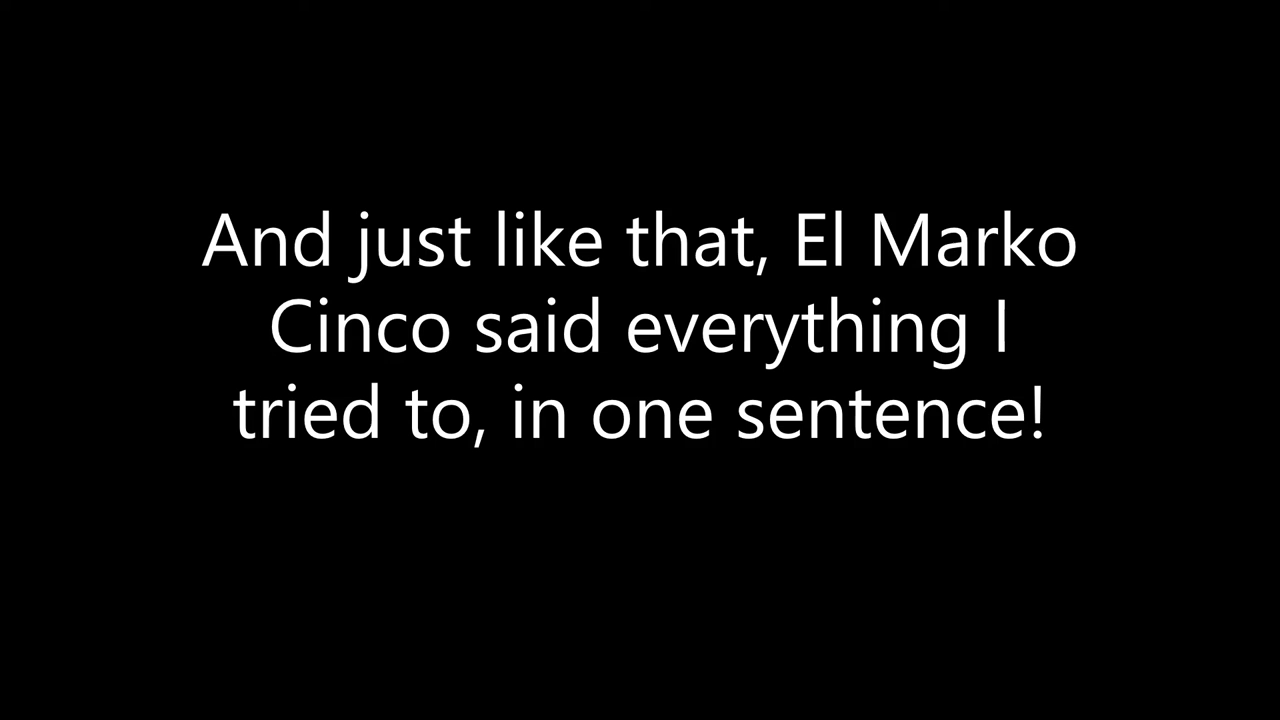 And just like that, El Marko
Cinco said everything I
tried to, in one sentence!